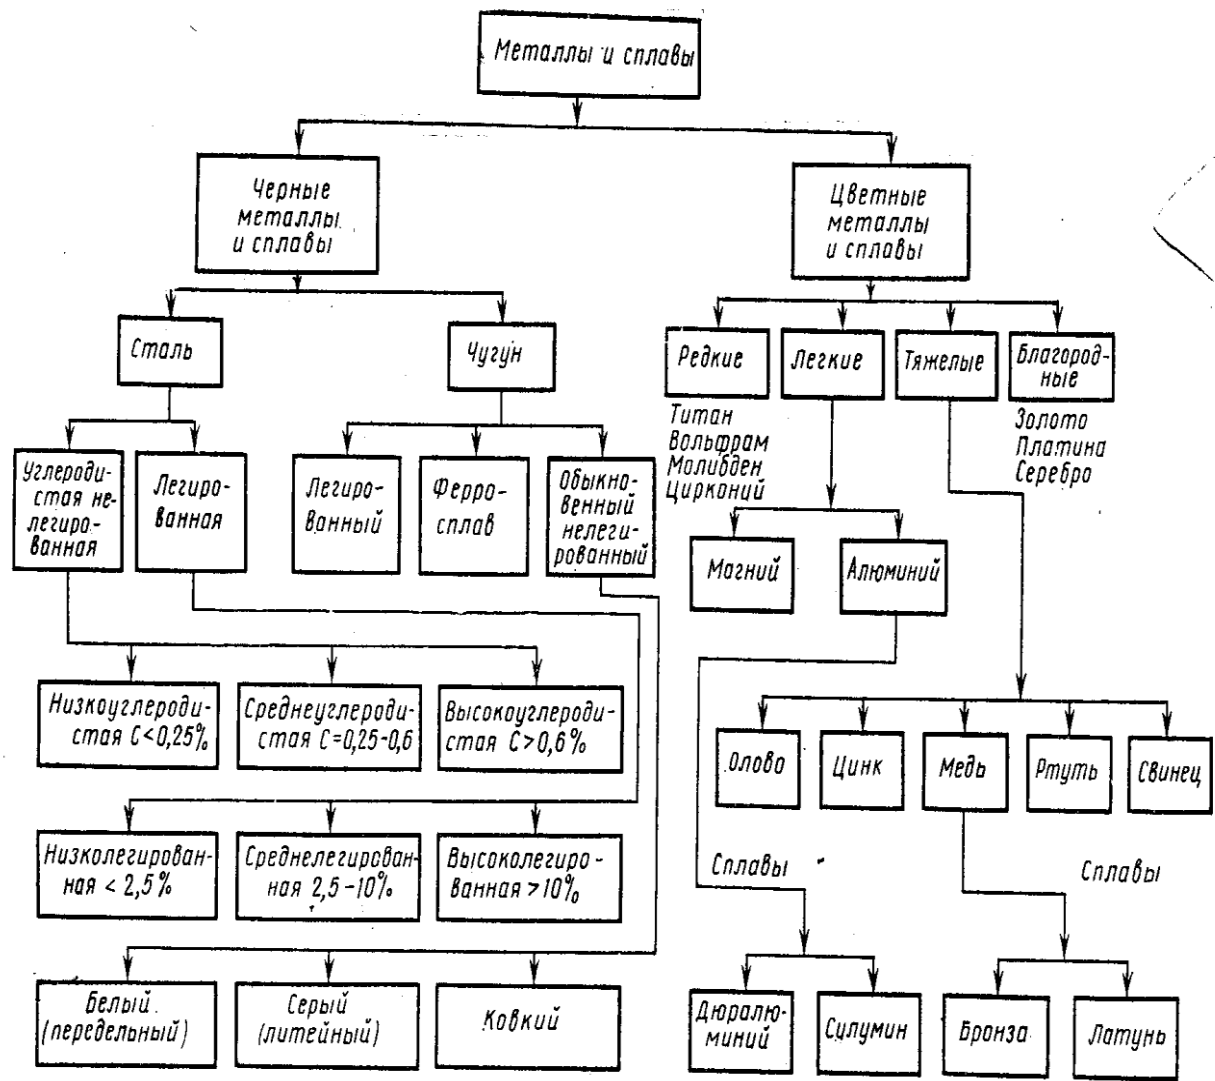 Металлы и сплавы
Черные
металлы
и сплавы
Цветные
металлы
и сплавы
Сталь
Чугун
Редкие
Легкие
Тяжелые
Благород-
ные
Титан
Вольфрам
Молибден
Цирконий
Золото
Платина
Серебро
Углероди-
стая не-
легиро-
ванная
Легиро-
ванная
Легиро-
ванный
Ферро-
сплав
Обыкно-
венный
нелеги-
рованный
Магний
Алюминий
Низкоуглероди-
стая С<0,25%
Среднеуглероди-
стая С=0,25-0,6
Высокоуглероди-
стая С>0,6%
Олово
Цинк
Медь
Ртуть
Свинец
Низколегирован-
ная < 2,5%
Среднелегирован-
ная 2,5-10%
Высоколегиро-
ванная >10%
Сплавы
Сплавы
Белый
(передельный)
Серый
(литейный)
Ковкий
Дюралю-
миний
Силумин
Бронза
Латунь